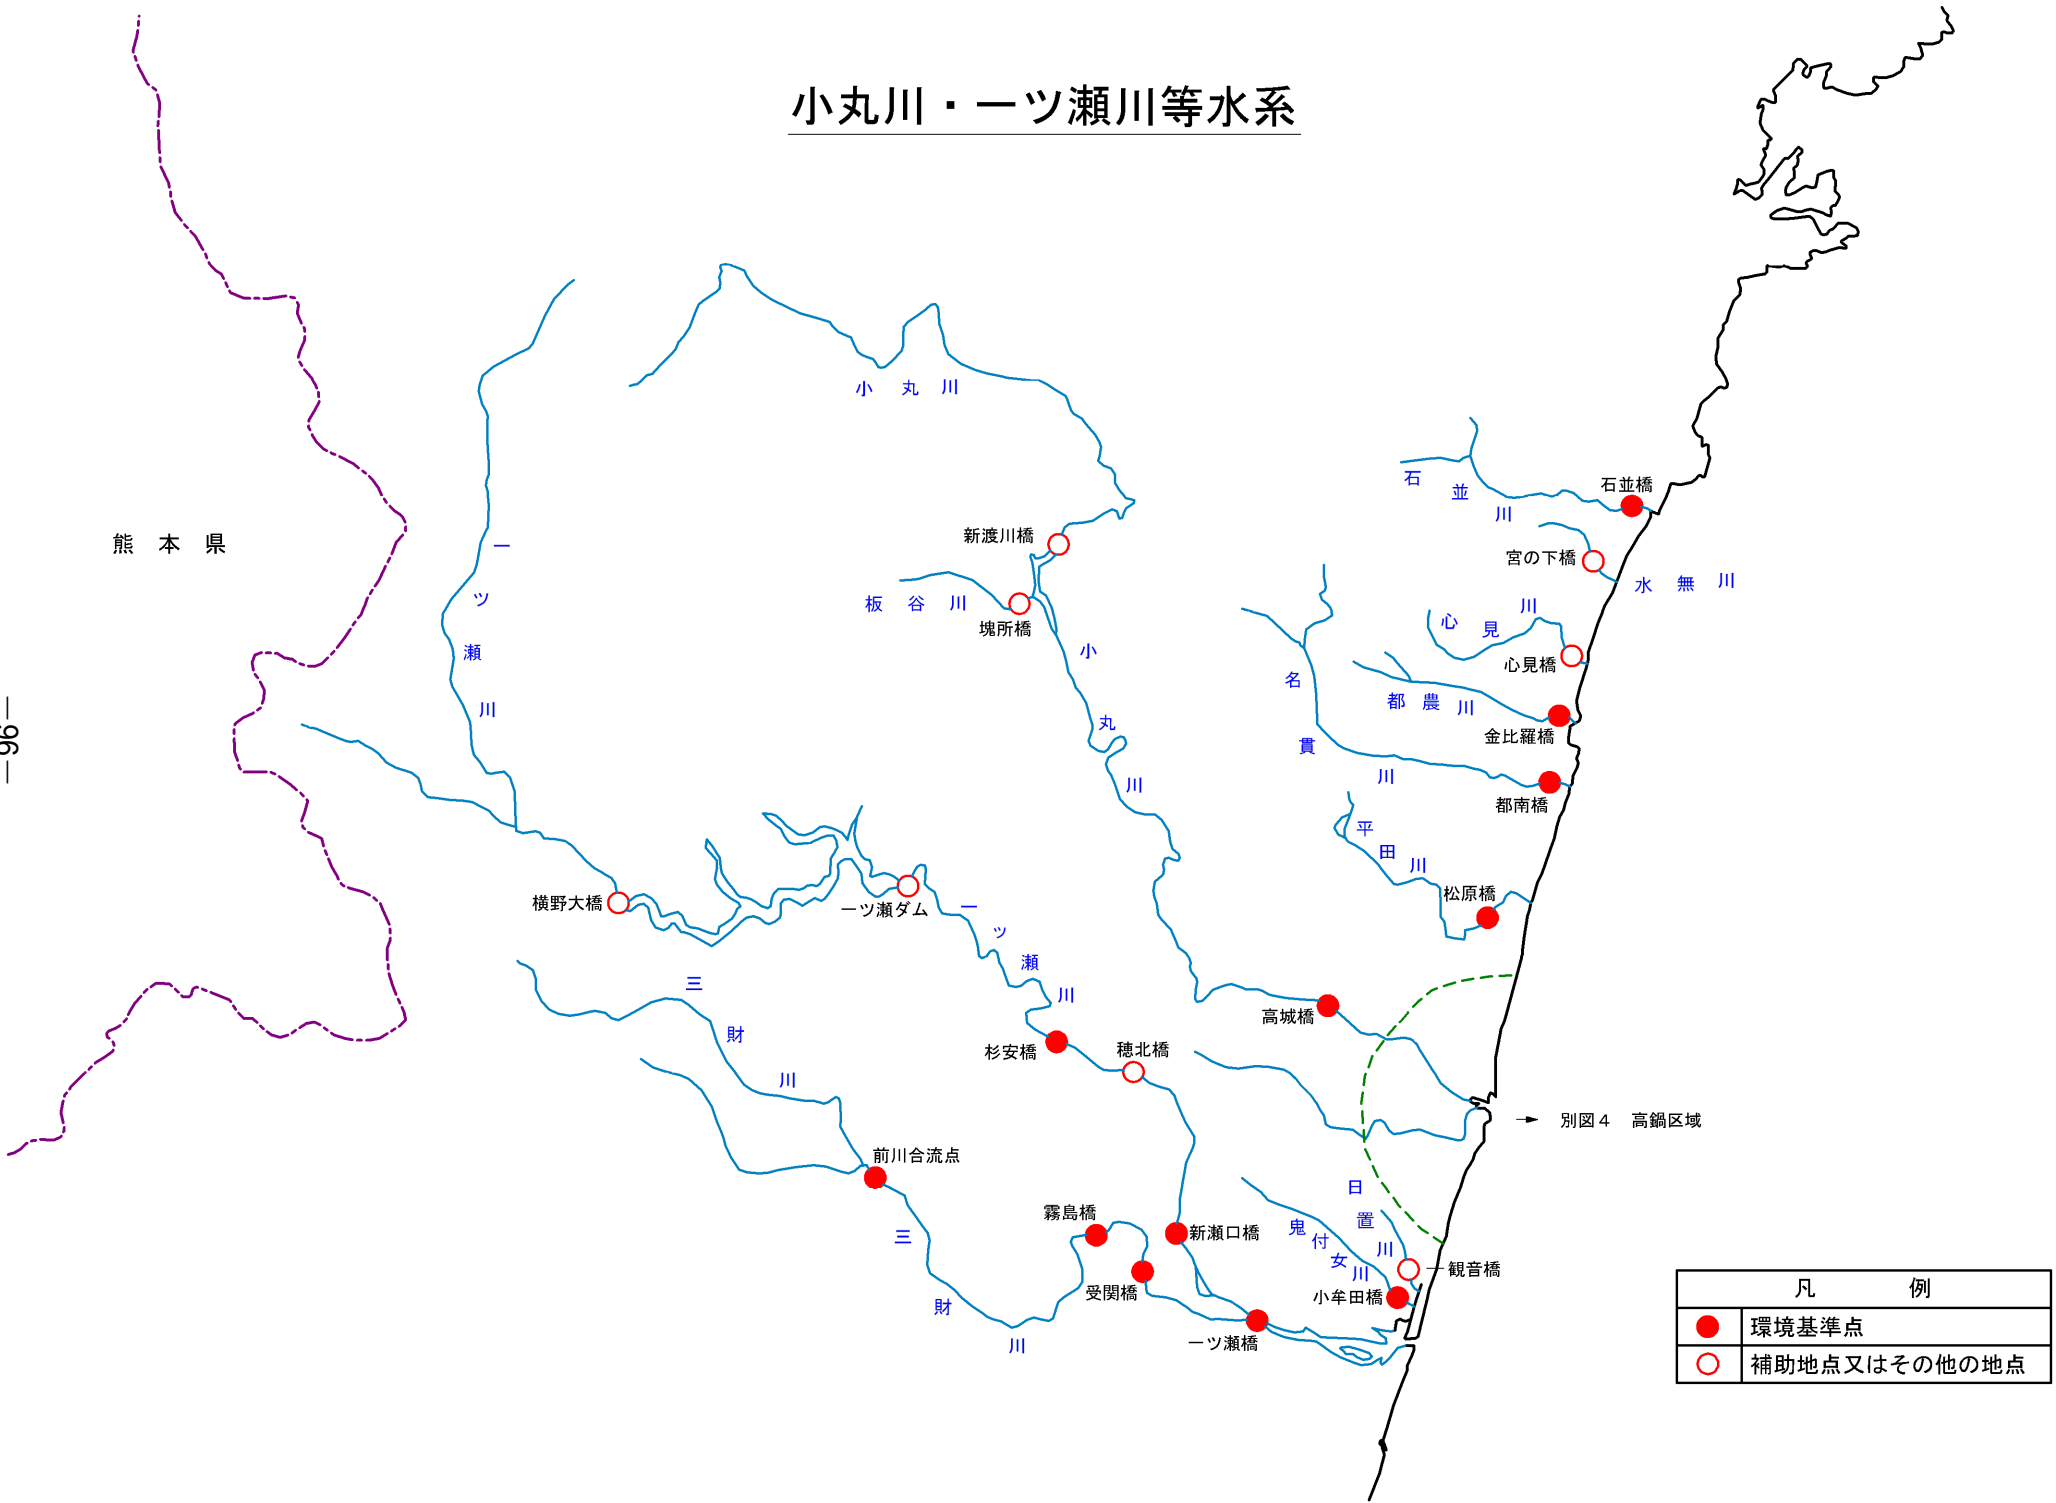 小丸川・一ツ瀬川等水系
小丸川
石並川
石並橋
新渡川橋
熊本県
一ツ瀬川
宮の下橋
水無川
板谷川
塊所橋
心見川
心見橋
小丸川
名貫川
都農川
金比羅橋
都南橋
平田川
松原橋
横野大橋
一ツ瀬ダム
一ツ瀬川
三財川
高城橋
杉安橋
穂北橋
別図4 高鍋区域
前川合流点
日置川
霧島橋
新瀬口橋
鬼付女川
観音橋
三財川
受関橋
小牟田橋
一ツ瀬橋
凡例
環境基準点
補助地点又はその他の地点
—96—